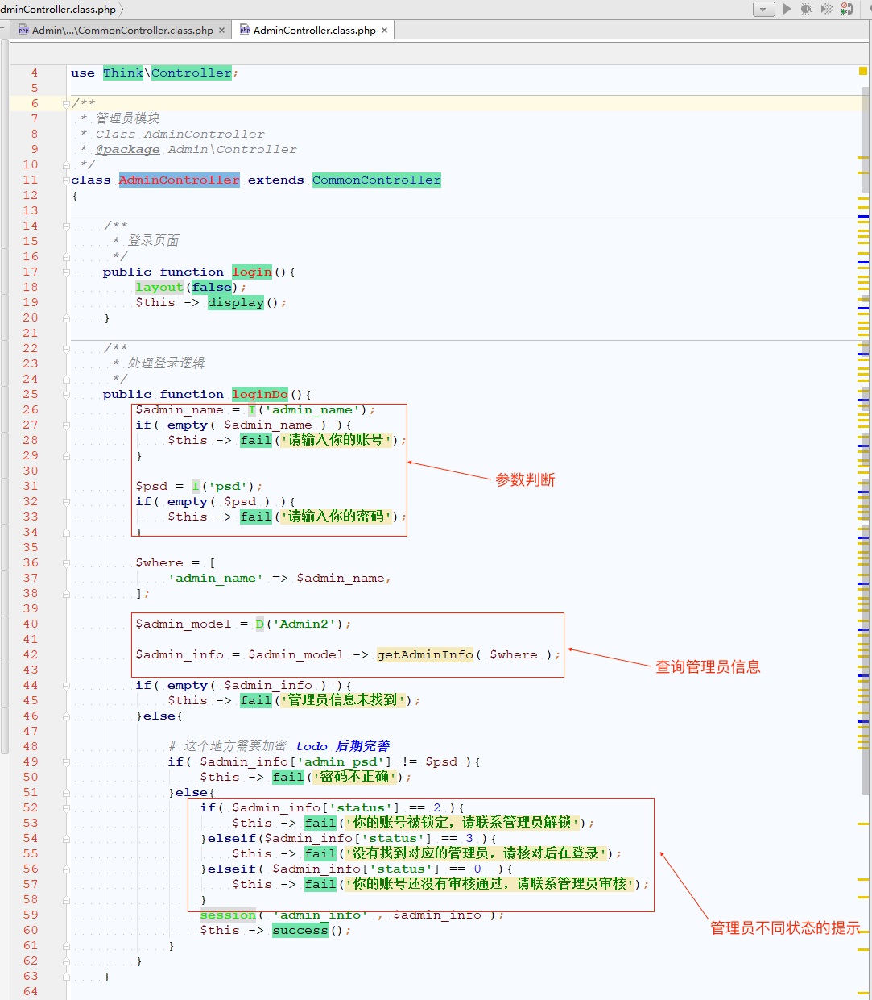 dminController.class.php
Admin\...\CommonController.class.php
AdminController.class.php
4 use Think\Controller;
5
6 /**
7 * 管理员模块
8 * Class AdminController
9 * @package Admin\Controller
10 */
11 class AdminController extends CommonController
12 {
13
14 /**
15 * 登录页面
16 */
17 public function login(){
18 layout(false);
19 $this -> display();
20 }
21
22 /**
23 * 处理登录逻辑
24 */
25 public function loginDo(){
26 $admin_name = I('admin_name');
27 if( empty( $admin_name ) ){
28 $this -> fail('请输入你的账号');
29 }
30
31 $psd = I('psd');
32 if( empty( $psd ) ){
33 $this -> fail('请输入你的密码');
34 }
参数判断
35
36 $where = [
37 'admin_name' => $admin_name,
38 ];
39
40 $admin_model = D('Admin2');
41
42 $admin_info = $admin_model -> getAdminInfo( $where );
43
查询管理员信息
44 if( empty( $admin_info ) ){
45 $this -> fail('管理员信息未找到');
46 }else{
47
48 # 这个地方需要加密 todo 后期完善
49 if( $admin_info['admin_psd'] != $psd ){
50 $this -> fail('密码不正确');
51 }else{
52 if( $admin_info['status'] == 2 ){
53 $this -> fail('你的账号被锁定，请联系管理员解锁');
54 }elseif($admin_info['status'] == 3 ){
55 $this -> fail('没有找到对应的管理员，请核对后在登录');
56 }elseif( $admin_info['status'] == 0 ){
57 $this -> fail('你的账号还没有审核通过，请联系管理员审核');
58 }
管理员不同状态的提示
59 session( 'admin_info' , $admin_info );
60 $this -> success();
61 }
62 }
63 }
64